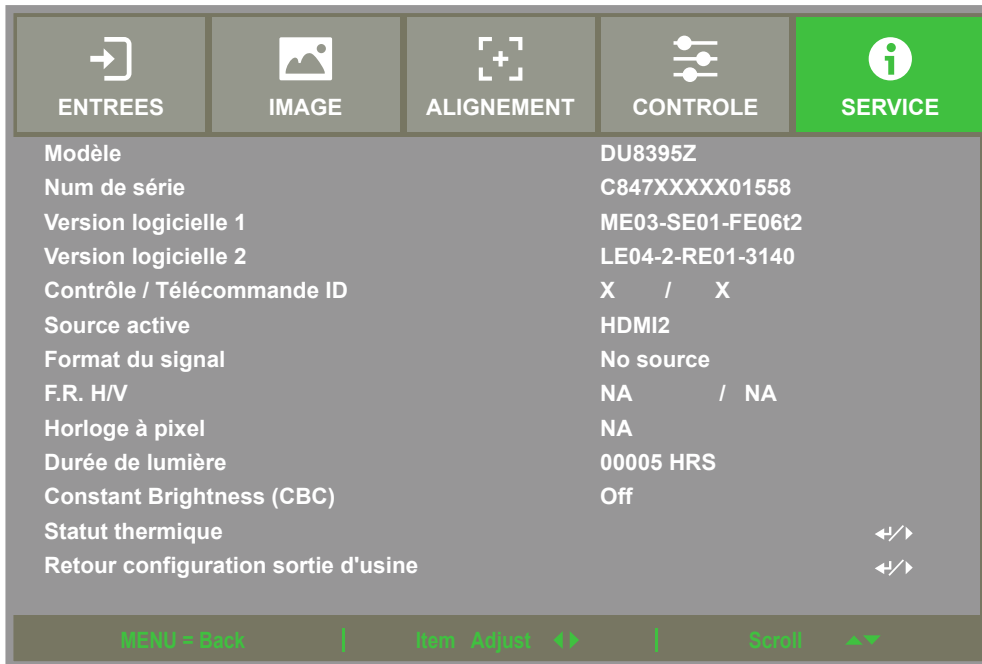 ENTREES IMAGE ALIGNEMENT CONTROLE SERVICE
Modèle DU8395Z
Num de série C847XXXXX01558
Version logicielle 1 ME03-SE01-FE06t2
Version logicielle 2 LE04-2-RE01-3140
Contrôle / Télécommande ID X / X
Source active HDMI2
Format du signal No source
F.R. H/V NA / NA
Horloge à pixel NA
Durée de lumière 00005 HRS
Constant Brightness (CBC) Off
Statut thermique
Retour configuration sortie d'usine
MENU = Back | Item Adjust | Scroll